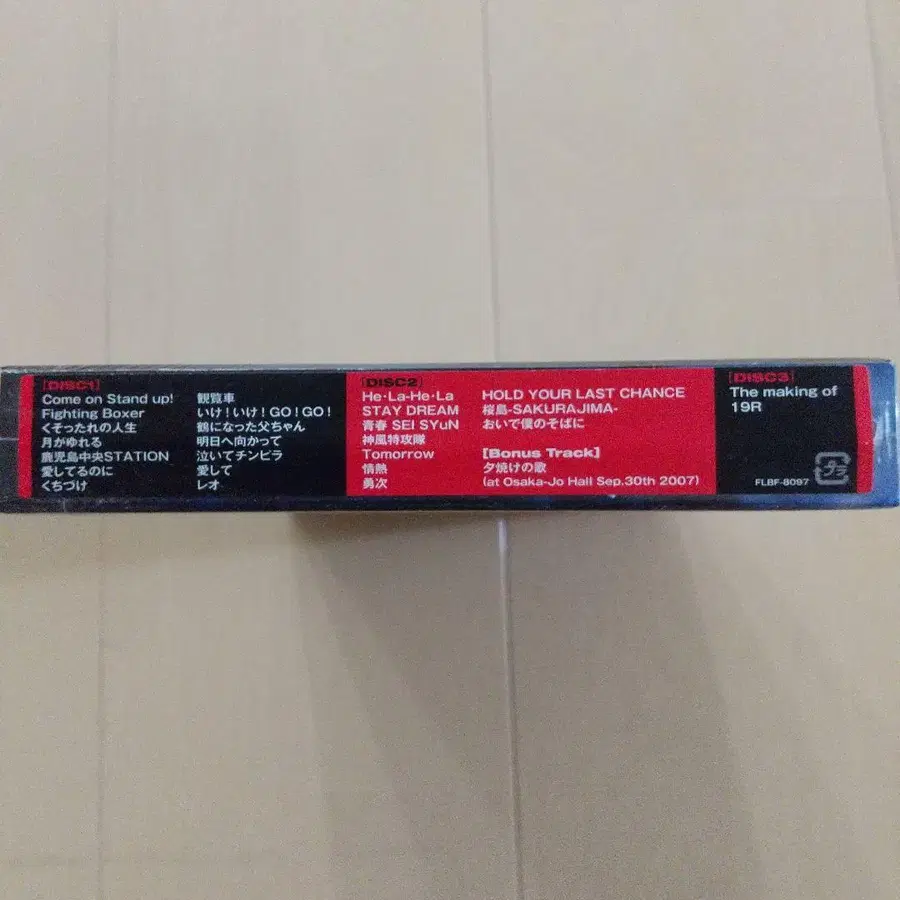 [DISC1]
Come on Stand up!
Fighting Boxer
くそったれの人生
月がゆれる
鹿児島中央STATION
愛してるのに
くちづけ
観覧車
いけ!いけ!GO!GO!
鶴になった父ちゃん
明日へ向かって
泣いてチンピラ
愛して
レオ
[DISC2]
He・La-He・La
STAY DREAM
青春 SEI SYuN
神風特攻隊
Tomorrow
情熱
勇次
HOLD YOUR LAST CHANCE
桜島-SAKURAJIMA-
おいで僕のそばに
[Bonus Track]
夕焼けの歌
(at Osaka-Jo Hall Sep.30th 2007)
[DISC3]
The making of
19R
プラ
FLBF-8097